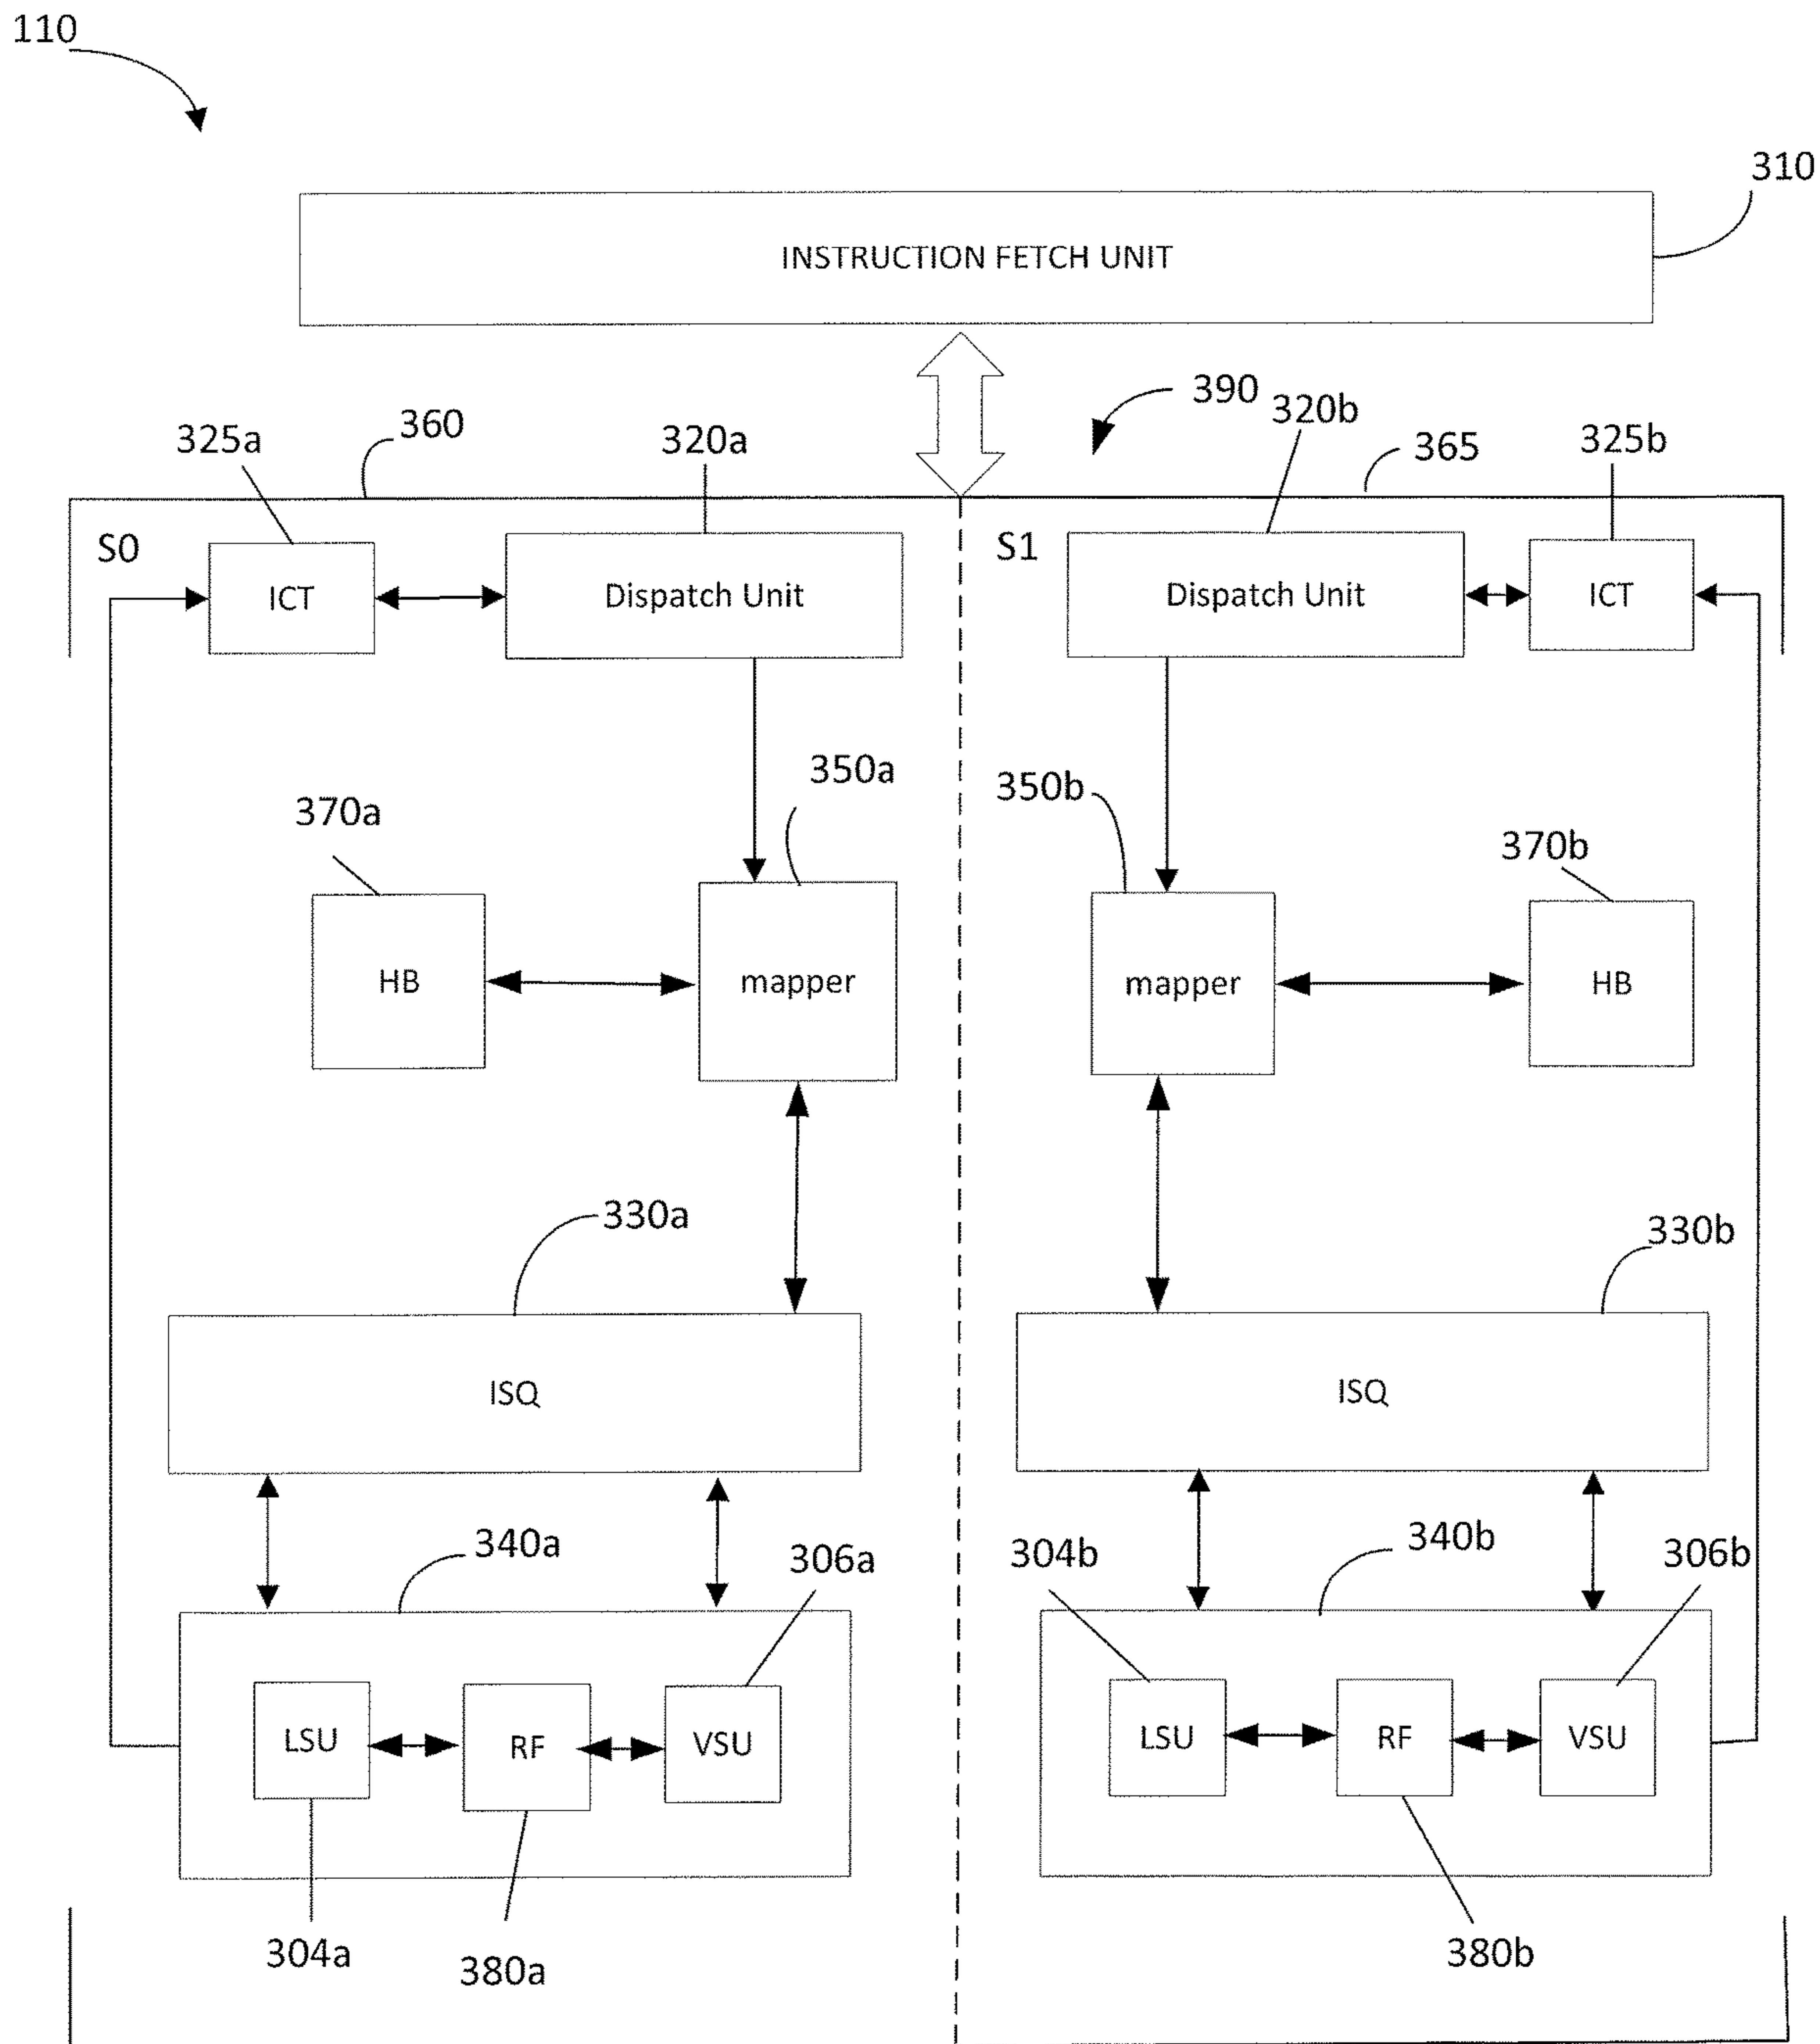 110
310
INSTRUCTION FETCH UNIT
390
325a
360
320a
320b
365
325b
S0
ICT
Dispatch Unit
S1
Dispatch Unit
ICT
350a
350b
370a
370b
HB
mapper
mapper
HB
330a
330b
ISQ
ISQ
340a
306a
304b
340b
306b
LSU
RF
VSU
LSU
RF
VSU
304a
380a
380b